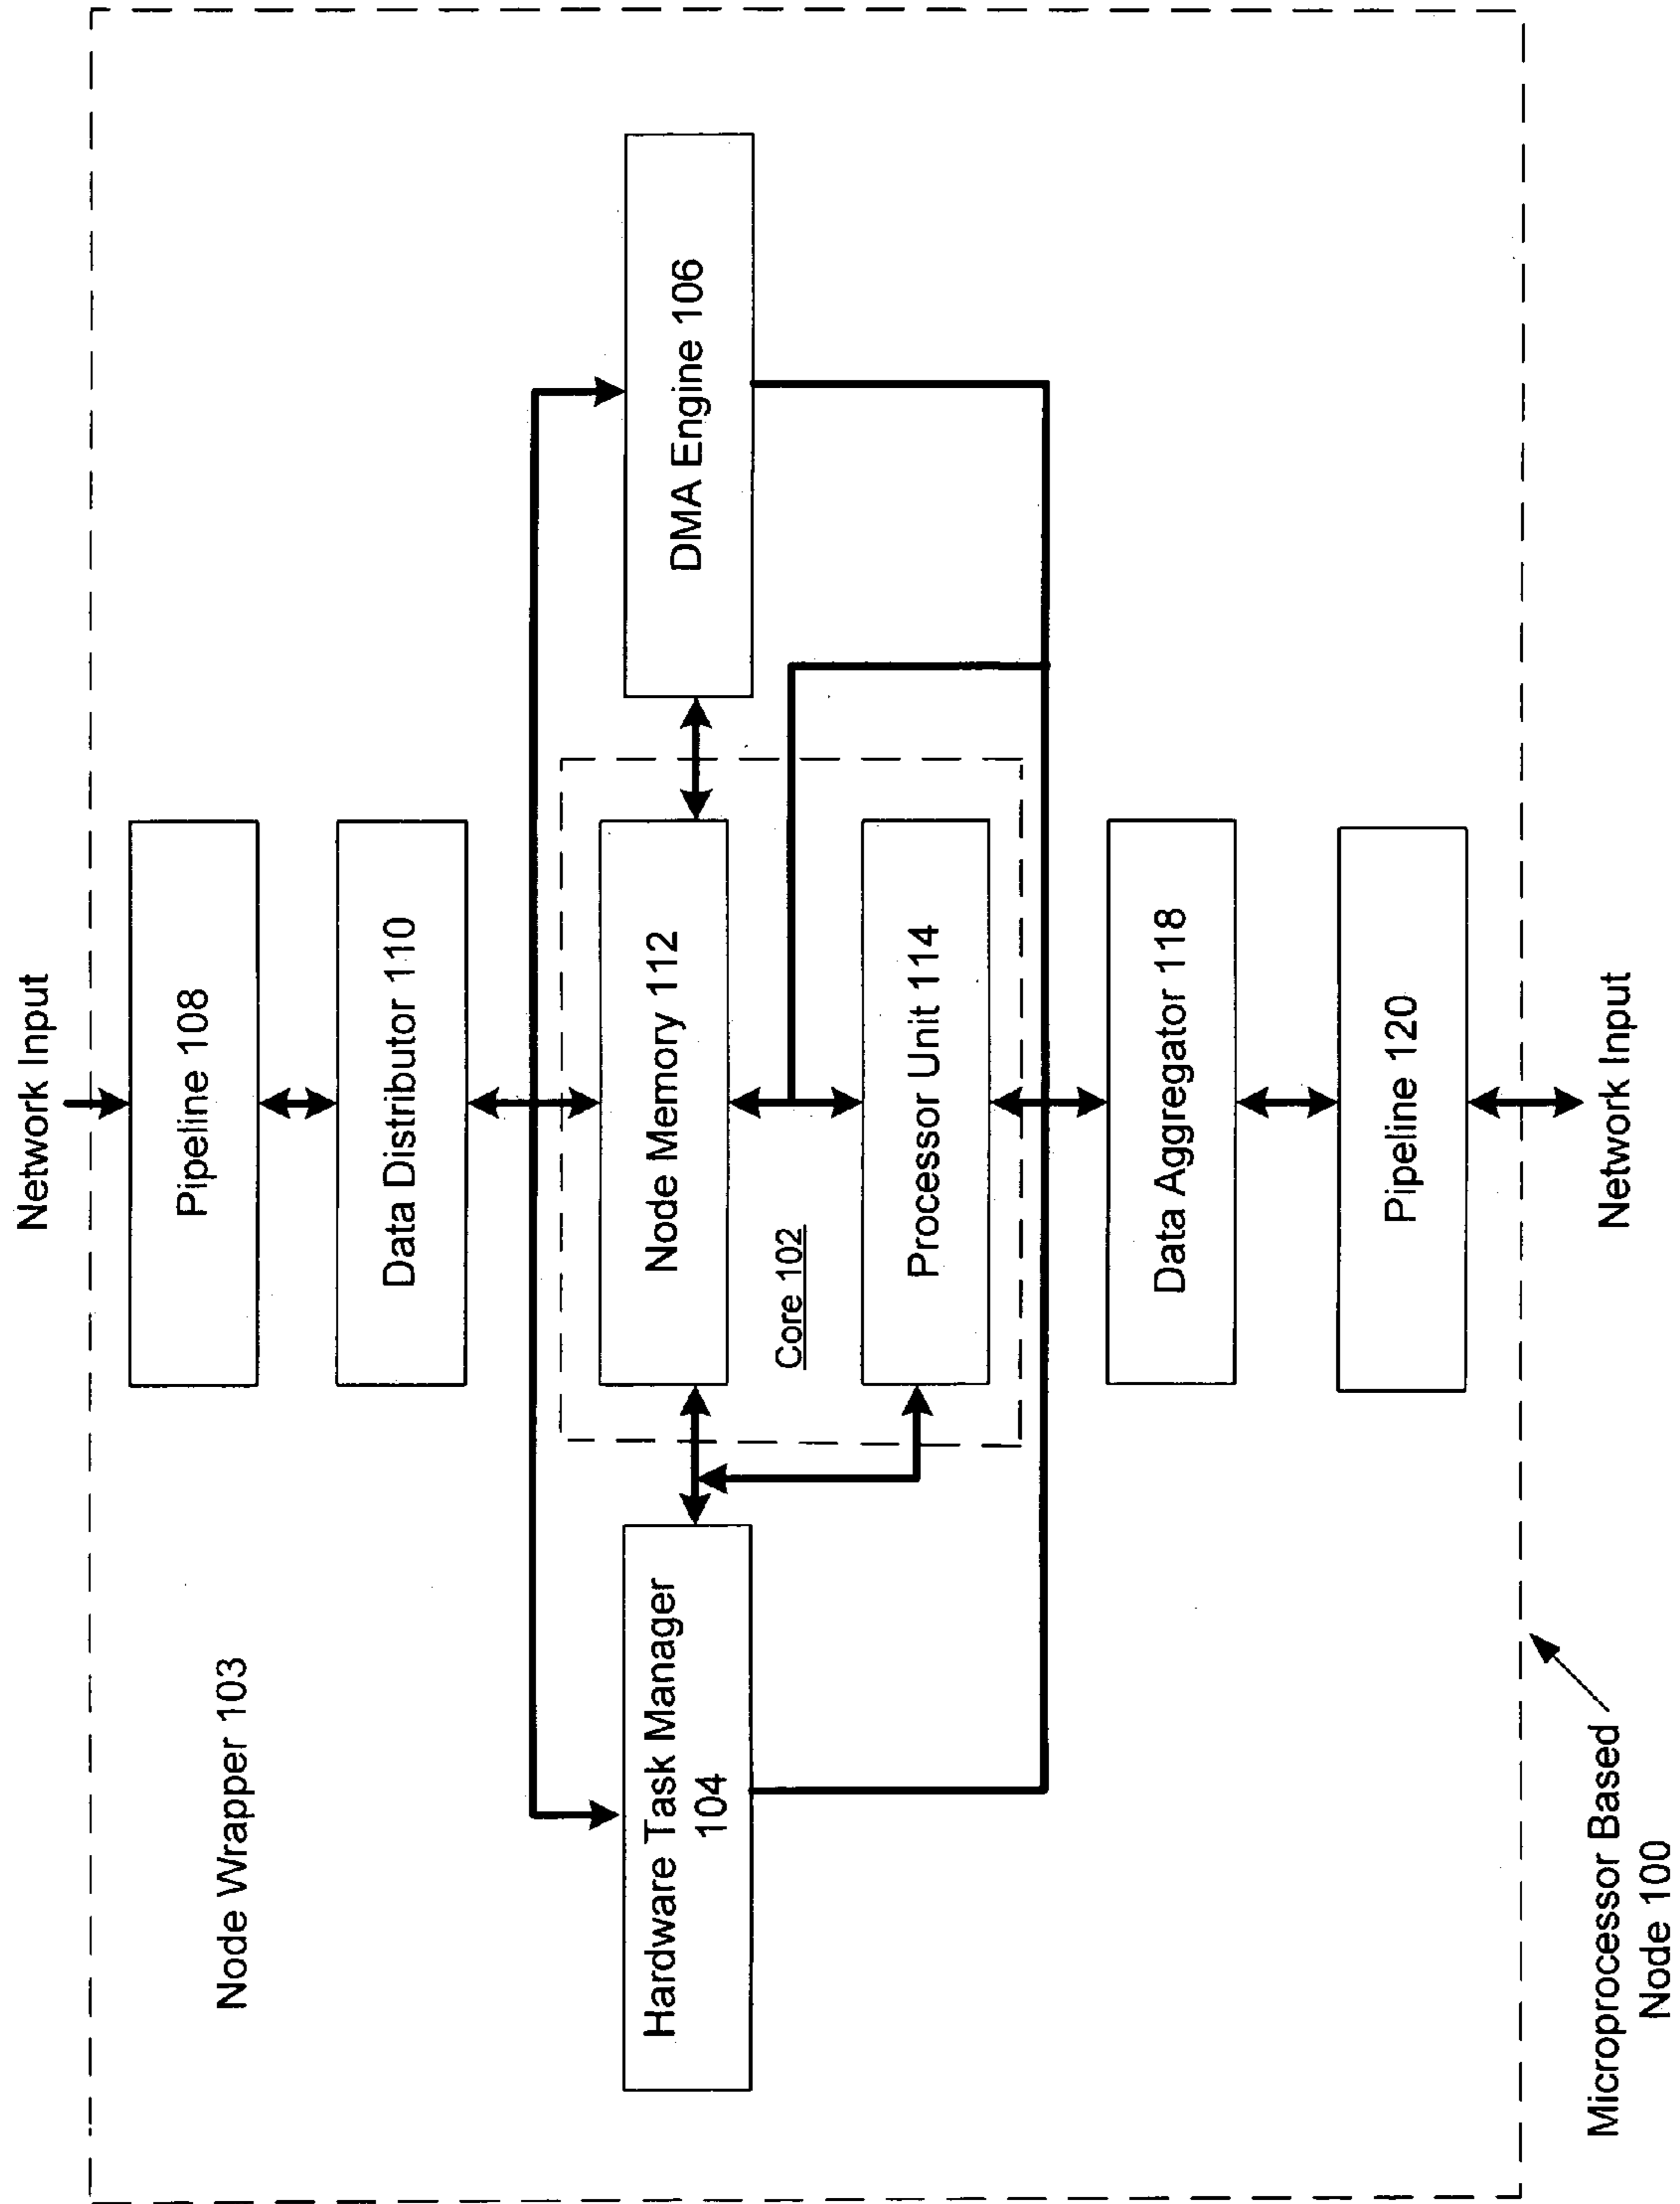 Network Input
Pipeline 108
Node Wrapper 103
Data Distributor 110
Hardware Task Manager
104
Node Memory 112
DMA Engine 106
Core 102
Processor Unit 114
Data Aggregator 118
Pipeline 120
Network Input
Microprocessor Based
Node 100